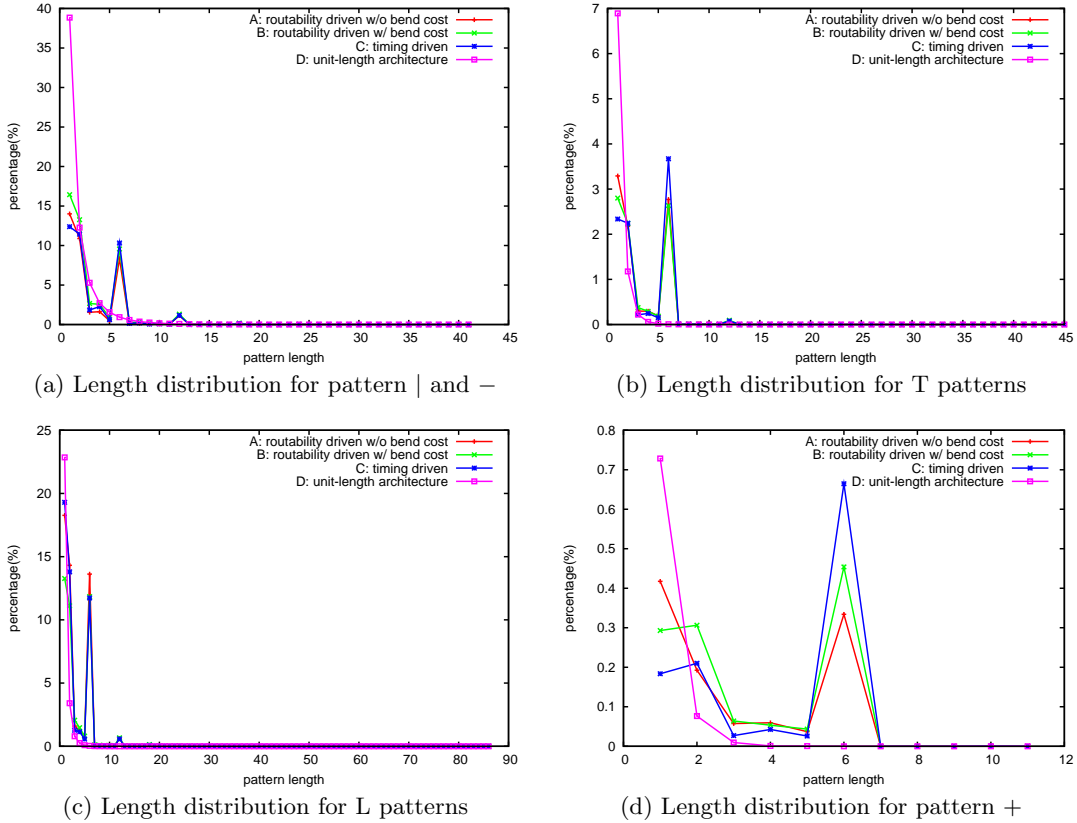 A: routability driven w/o bend cost
B: routability driven w/ bend cost
C: timing driven
D: unit-length architecture
percentage(%)
40
35
30
25
20
15
10
5
0
0 5 10 15 20 25 30 35 40 45
pattern length
(a) Length distribution for pattern | and −
A: routability driven w/o bend cost
B: routability driven w/ bend cost
C: timing driven
D: unit-length architecture
percentage(%)
7
6
5
4
3
2
1
0
0 5 10 15 20 25 30 35 40 45
pattern length
(b) Length distribution for T patterns
A: routability driven w/o bend cost
B: routability driven w/ bend cost
C: timing driven
D: unit-length architecture
percentage(%)
25
20
15
10
5
0
0 10 20 30 40 50 60 70 80 90
pattern length
(c) Length distribution for L patterns
A: routability driven w/o bend cost
B: routability driven w/ bend cost
C: timing driven
D: unit-length architecture
percentage(%)
0.8
0.7
0.6
0.5
0.4
0.3
0.2
0.1
0
0 2 4 6 8 10 12
pattern length
(d) Length distribution for pattern +